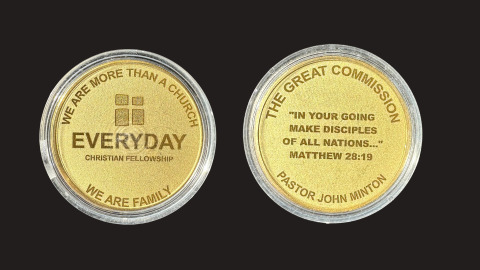 WE ARE MORE THAN A CHURCH
EVERYDAY
CHRISTIAN FELLOWSHIP
WE ARE FAMILY
THE GREAT COMMISSION
"IN YOUR GOING
MAKE DISCIPLES
OF ALL NATIONS..."
MATTHEW 28:19
PASTOR JOHN MINTON